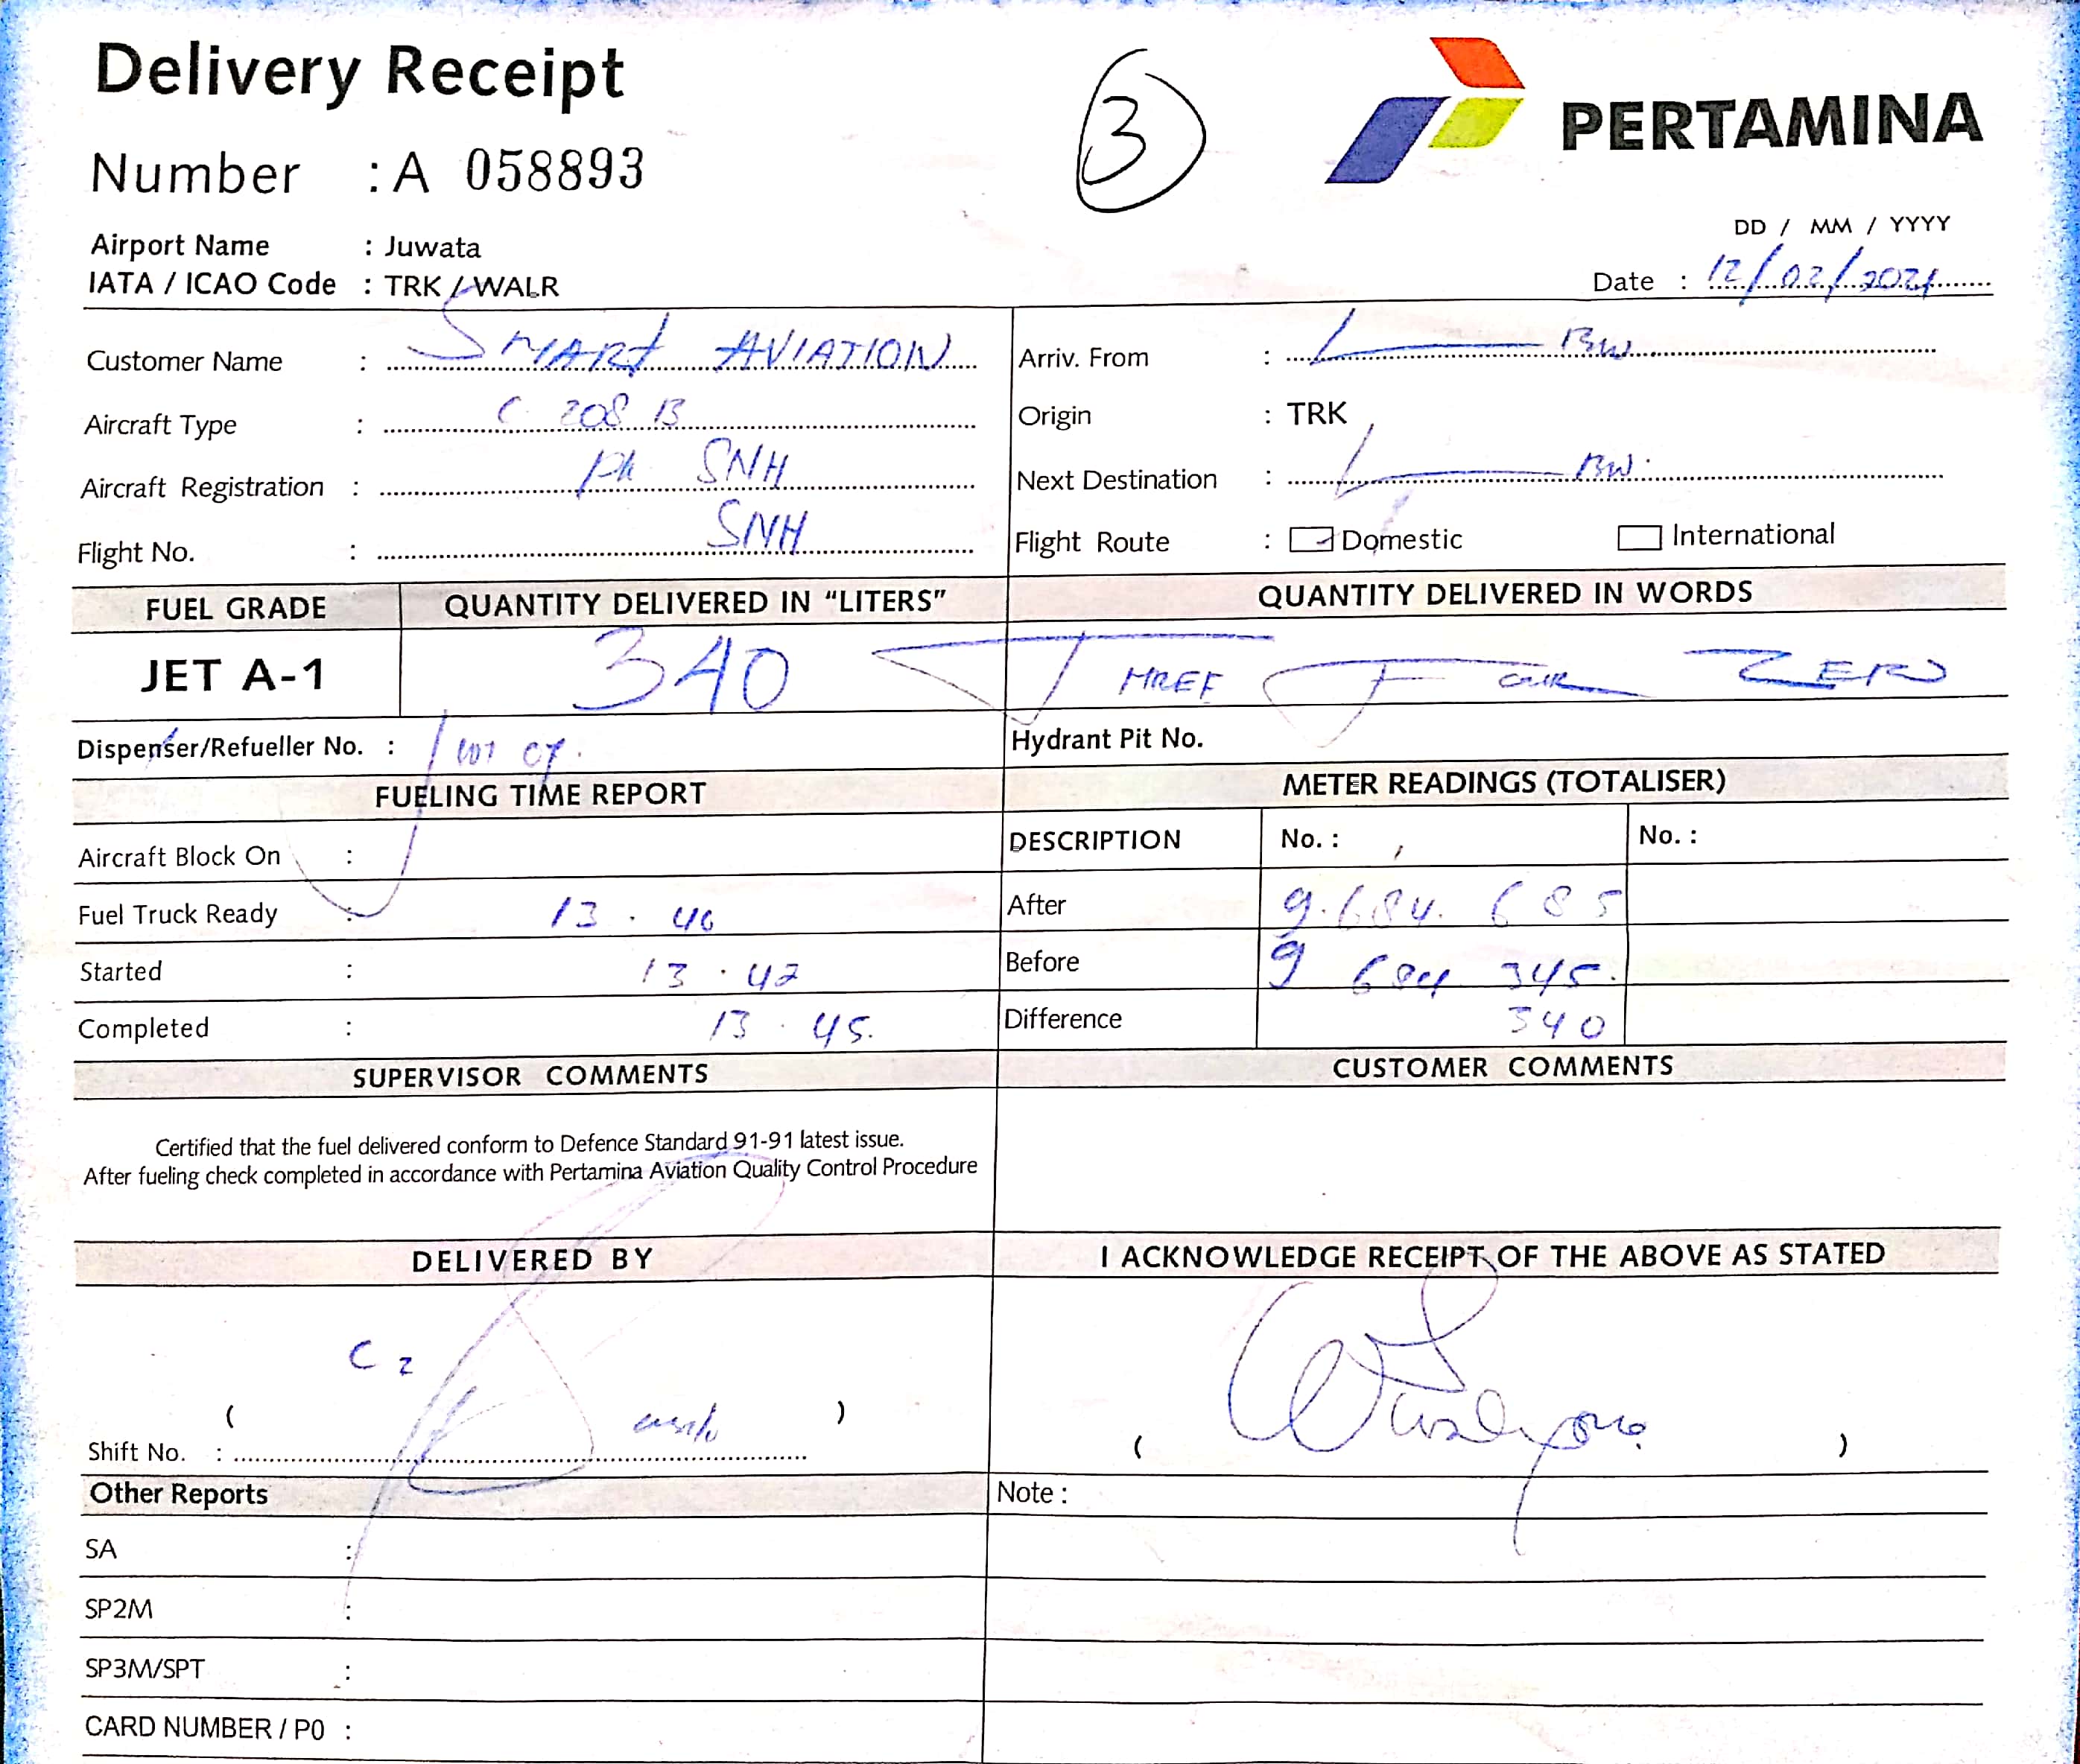 Delivery Receipt
3
PERTAMINA
Number : A 058893
DD / MM / YYYY
Airport Name : Juwata
IATA / ICAO Code : TRK / WALR
Date : 12/02/2021
Customer Name : SMART AVIATION
Arriv. From : L BW
Aircraft Type : C 208 B
Origin : TRK
Aircraft Registration : PK SNH
Next Destination : L BW
Flight No. : SNH
Flight Route : Domestic International
FUEL GRADE QUANTITY DELIVERED IN "LITERS" QUANTITY DELIVERED IN WORDS
JET A-1 340 THREE FOUR ZERO
Dispenser/Refueller No. :
Hydrant Pit No.
FUELING TIME REPORT METER READINGS (TOTALISER)
Aircraft Block On :
DESCRIPTION No. : No. :
Fuel Truck Ready : 13 . 40
After 9.684. 685
Started : 13 . 42
Before 9 684 345.
Completed : 13 . 45.
Difference 340
SUPERVISOR COMMENTS CUSTOMER COMMENTS
Certified that the fuel delivered conform to Defence Standard 91-91 latest issue.
After fueling check completed in accordance with Pertamina Aviation Quality Control Procedure
DELIVERED BY I ACKNOWLEDGE RECEIPT OF THE ABOVE AS STATED
C 2
( )
( )
Shift No. :
Other Reports Note :
SA :
SP2M :
SP3M/SPT :
CARD NUMBER / PO :